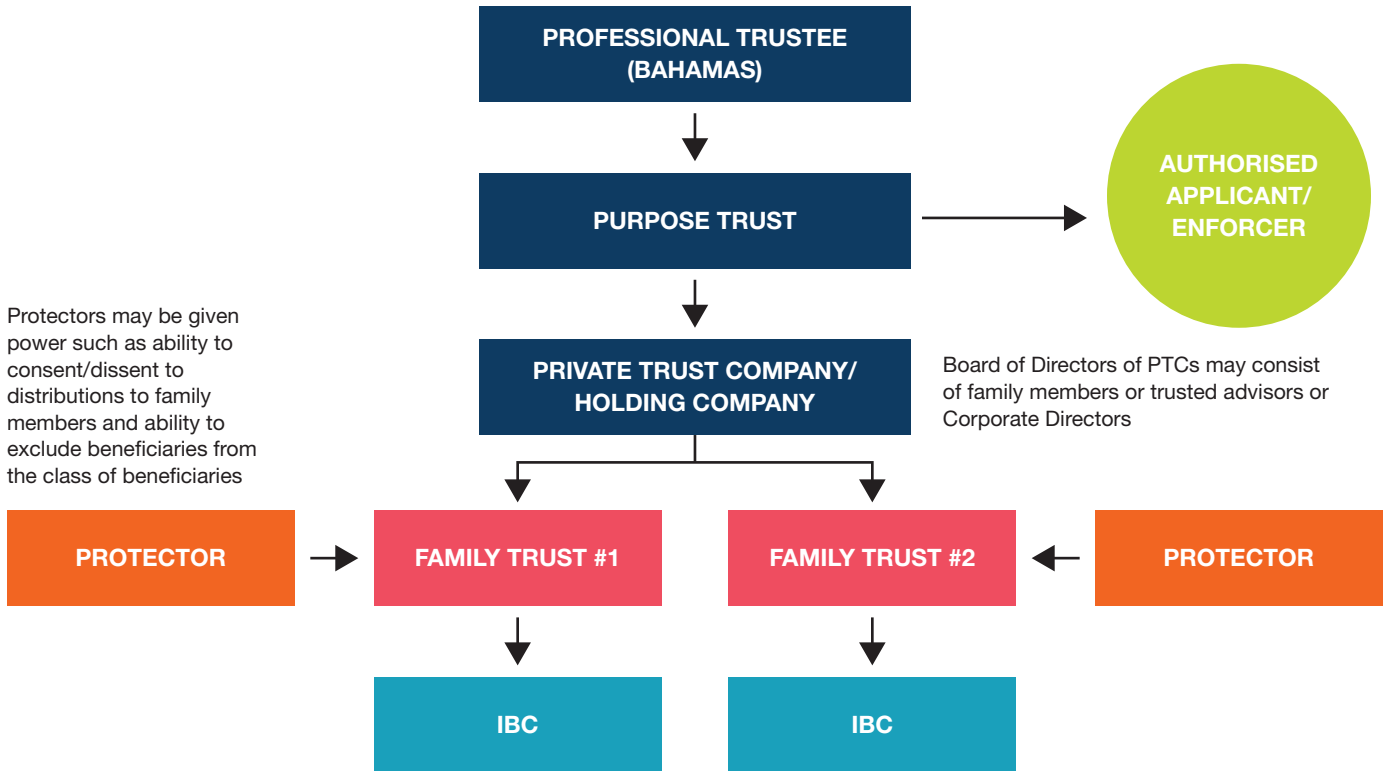 PROFESSIONAL TRUSTEE
(BAHAMAS)
AUTHORISED
APPLICANT/
ENFORCER
PURPOSE TRUST
Protectors may be given
power such as ability to
consent/dissent to
distributions to family
members and ability to
exclude beneficiaries from
the class of beneficiaries
PRIVATE TRUST COMPANY/
HOLDING COMPANY
Board of Directors of PTCs may consist
of family members or trusted advisors or
Corporate Directors
PROTECTOR
FAMILY TRUST #1
FAMILY TRUST #2
PROTECTOR
IBC
IBC